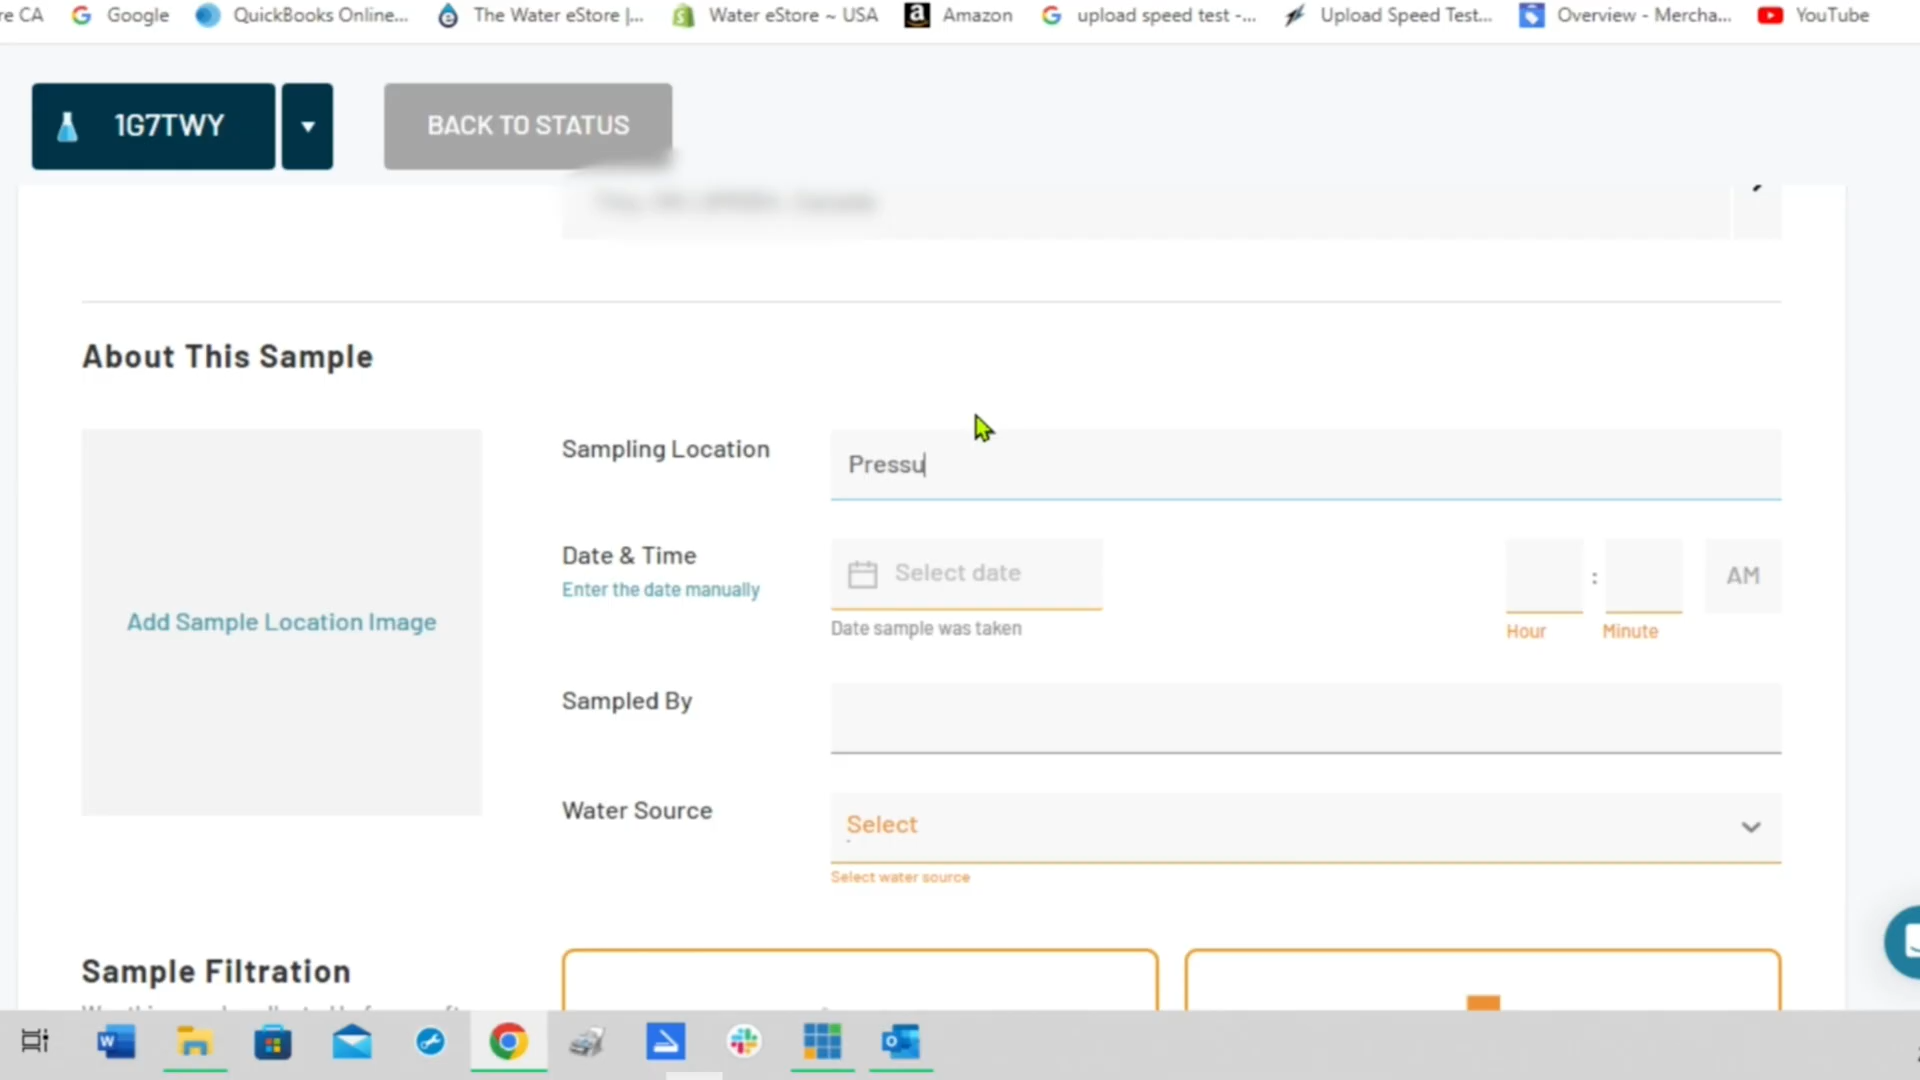 re CA Google QuickBooks Online... The Water eStore |... Water eStore ~ USA Amazon upload speed test -... Upload Speed Test... Overview - Mercha... YouTube
1G7TWY BACK TO STATUS
About This Sample
Sampling Location Pressu
Date & Time Select date : AM
Enter the date manually
Date sample was taken Hour Minute
Add Sample Location Image
Sampled By
Water Source Select
Select water source
Sample Filtration